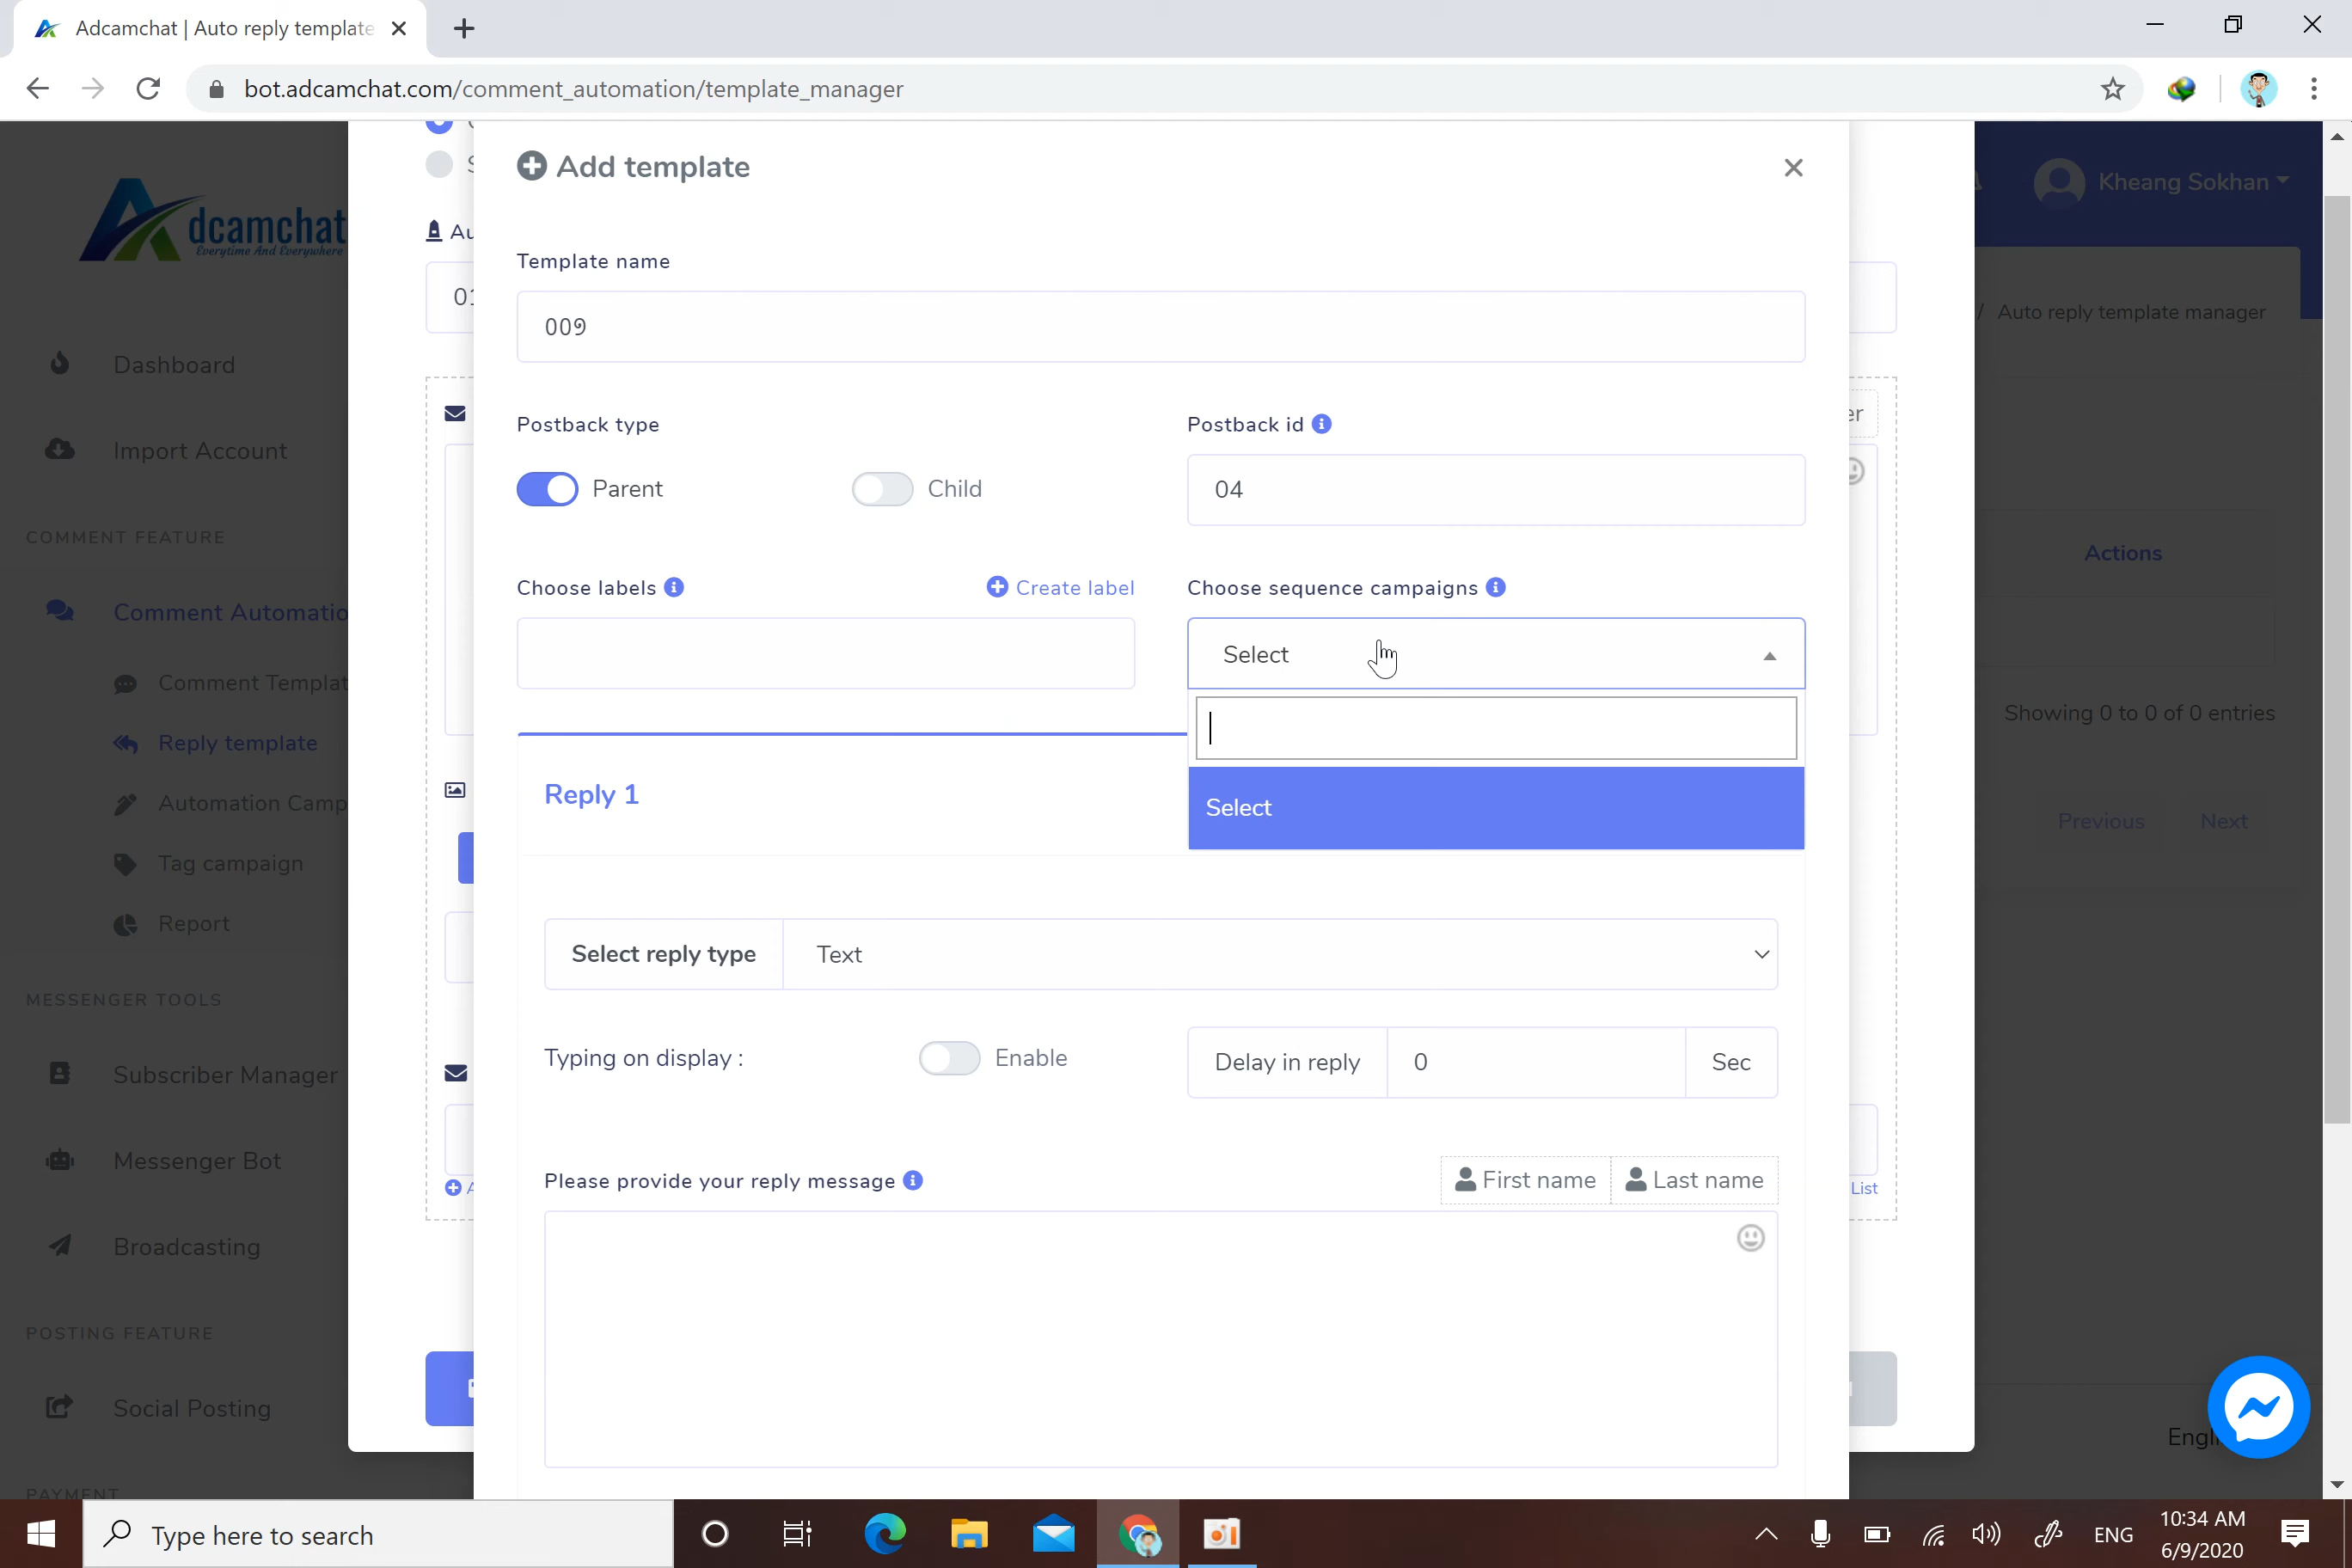 Adcamchat | Auto reply template
bot.adcamchat.com/comment_automation/template_manager
Add template
Kheang Sokhan
dcamchat
Everytime And Everywhere
Template name
009
/ Auto reply template manager
Dashboard
Import Account
Postback type
Postback id
Parent
Child
04
COMMENT FEATURE
Actions
Choose labels
Create label
Choose sequence campaigns
Comment Automatio
Select
Comment Templat
Showing 0 to 0 of 0 entries
Reply template
Reply 1
Select
Automation Camp
Previous
Next
Tag campaign
Report
Select reply type
Text
MESSENGER TOOLS
Typing on display :
Enable
Delay in reply
0
Sec
Subscriber Manager
Messenger Bot
Please provide your reply message
First name
Last name
List
Broadcasting
POSTING FEATURE
Social Posting
Engli
PAYMENT
Type here to search
ENG
10:34 AM
6/9/2020